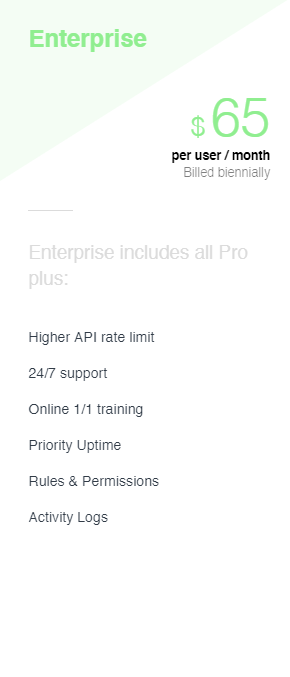 Enterprise
$ 65
per user / month
Billed biennially
Enterprise includes all Pro
plus:
Higher API rate limit
24/7 support
Online 1/1 training
Priority Uptime
Rules & Permissions
Activity Logs